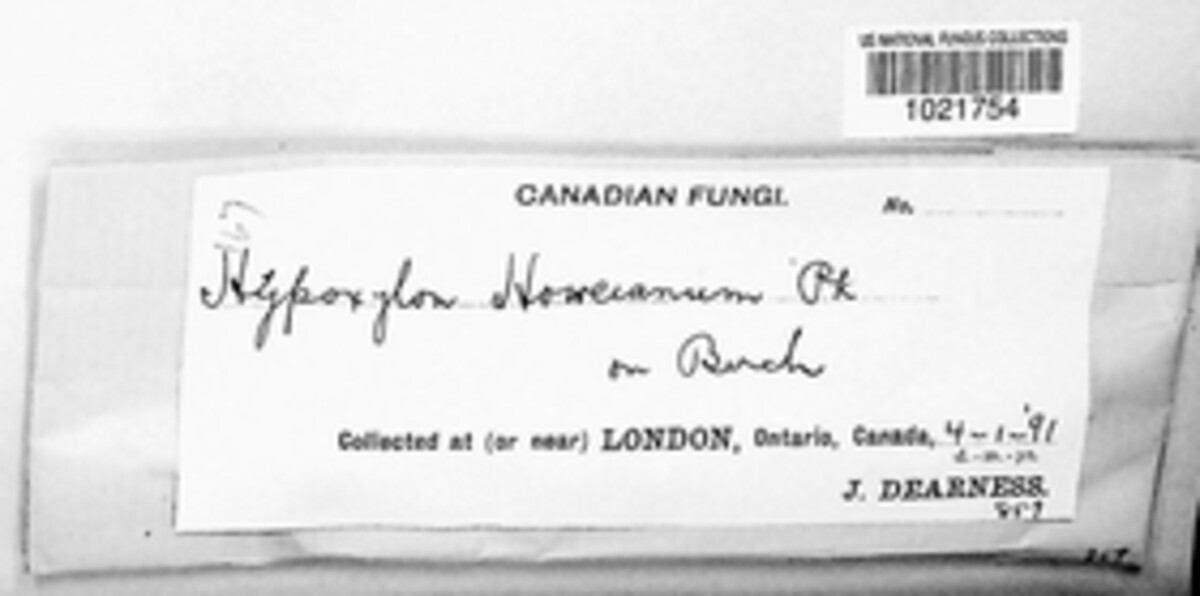 US NATIONAL FUNGUS COLLECTIONS
1021754
CANADIAN FUNGI.
No.
Hypoxylon Howeianum Pk
on Birch
Collected at (or near) LONDON, Ontario, Canada, 4-1-'91
d-m-yr
J. DEARNESS.